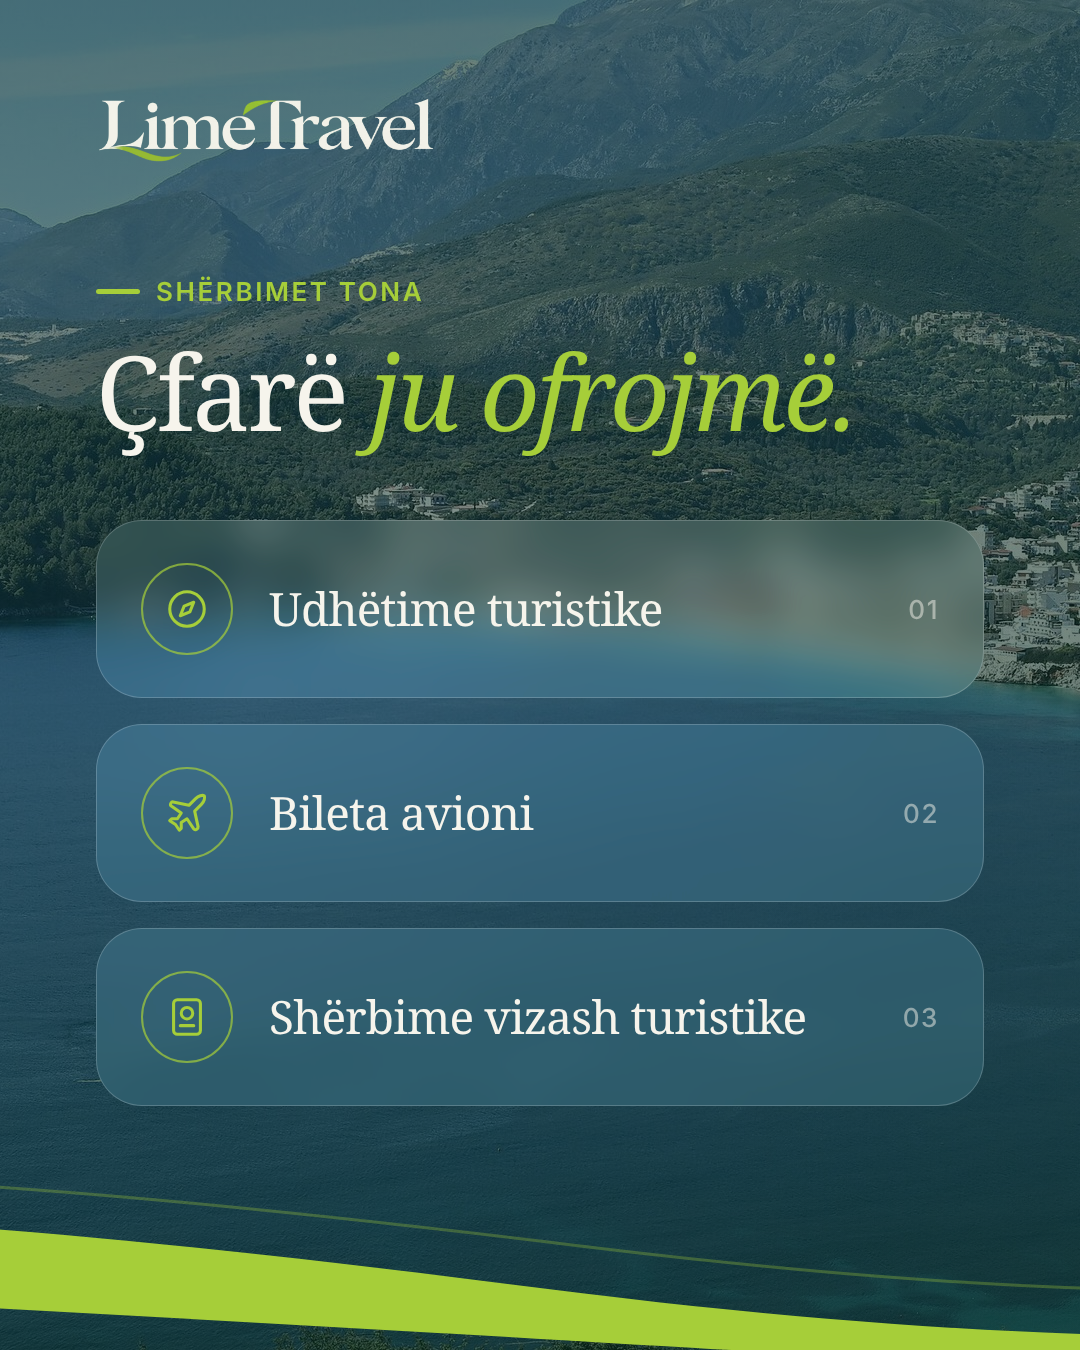 LimeTravel
SHËRBIMET TONA
Çfarë ju ofrojmë.
Udhëtime turistike 01
Bileta avioni 02
Shërbime vizash turistike 03